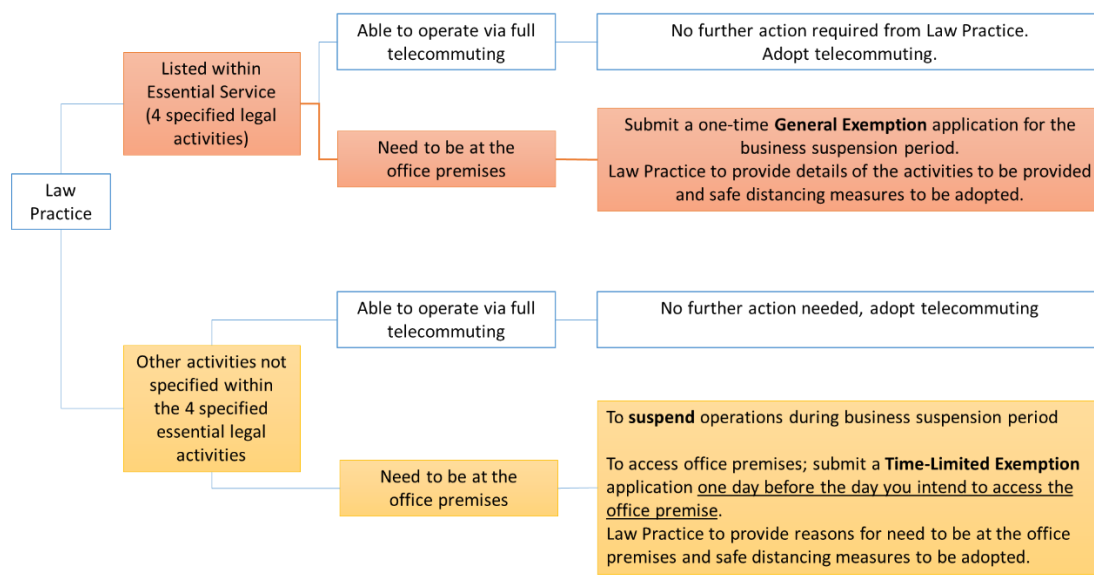 Law
Practice
Listed within
Essential Service
(4 specified legal
activities)
Able to operate via full
telecommuting
No further action required from Law Practice.
Adopt telecommuting.
Need to be at the
office premises
Submit a one-time General Exemption application for the
business suspension period.
Law Practice to provide details of the activities to be provided
and safe distancing measures to be adopted.
Other activities not
specified within
the 4 specified
essential legal
activities
Able to operate via full
telecommuting
No further action needed, adopt telecommuting
Need to be at the
office premises
To suspend operations during business suspension period
To access office premises; submit a Time-Limited Exemption
application one day before the day you intend to access the
office premise.
Law Practice to provide reasons for need to be at the office
premises and safe distancing measures to be adopted.